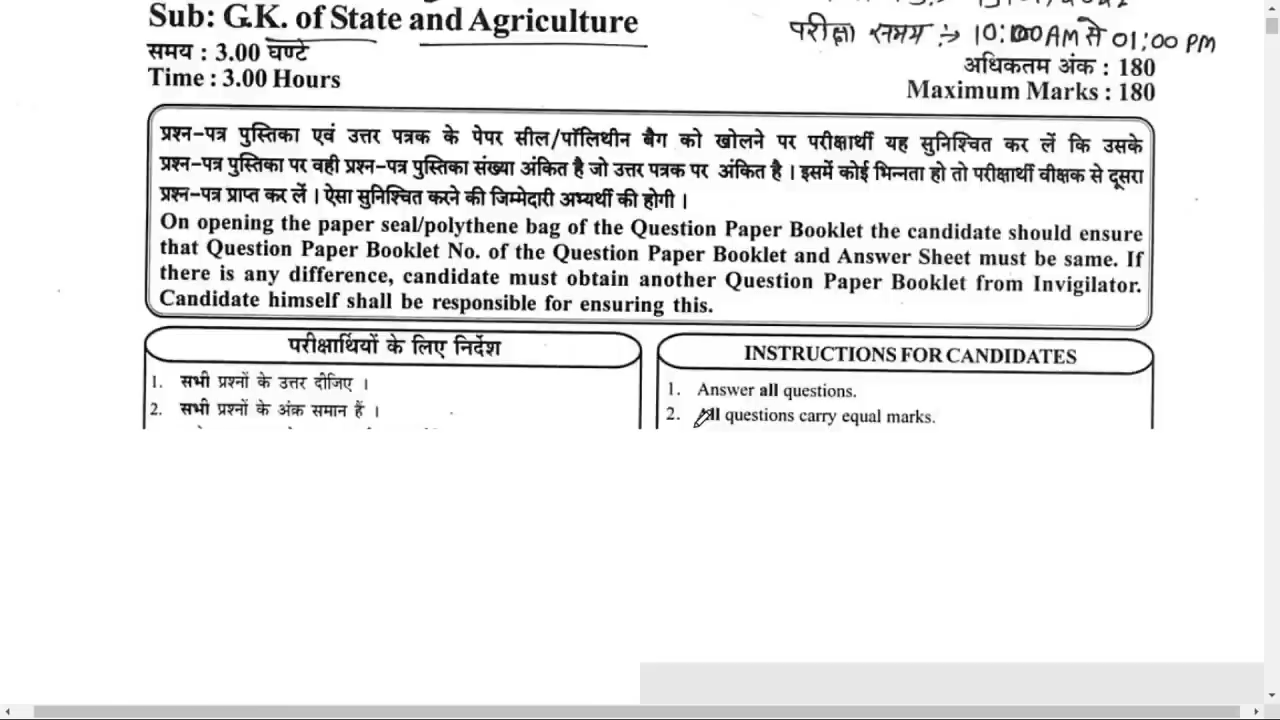 Sub: G.K. of State and Agriculture
परीक्षा समय :→ 10:00AM से 01:00 PM
समय : 3.00 घण्टे
अधिकतम अंक : 180
Time : 3.00 Hours
Maximum Marks : 180
प्रश्न-पत्र पुस्तिका एवं उत्तर पत्रक के पेपर सील/पॉलिथीन बैग को खोलने पर परीक्षार्थी यह सुनिश्चित कर लें कि उसके
प्रश्न-पत्र पुस्तिका पर वही प्रश्न-पत्र पुस्तिका संख्या अंकित है जो उत्तर पत्रक पर अंकित है । इसमें कोई भिन्नता हो तो परीक्षार्थी वीक्षक से दूसरा
प्रश्न-पत्र प्राप्त कर लें । ऐसा सुनिश्चित करने की जिम्मेदारी अभ्यर्थी की होगी ।
On opening the paper seal/polythene bag of the Question Paper Booklet the candidate should ensure
that Question Paper Booklet No. of the Question Paper Booklet and Answer Sheet must be same. If
there is any difference, candidate must obtain another Question Paper Booklet from Invigilator.
Candidate himself shall be responsible for ensuring this.
परीक्षार्थियों के लिए निर्देश
1. सभी प्रश्नों के उत्तर दीजिए ।
2. सभी प्रश्नों के अंक समान हैं ।
INSTRUCTIONS FOR CANDIDATES
1. Answer all questions.
2. All questions carry equal marks.